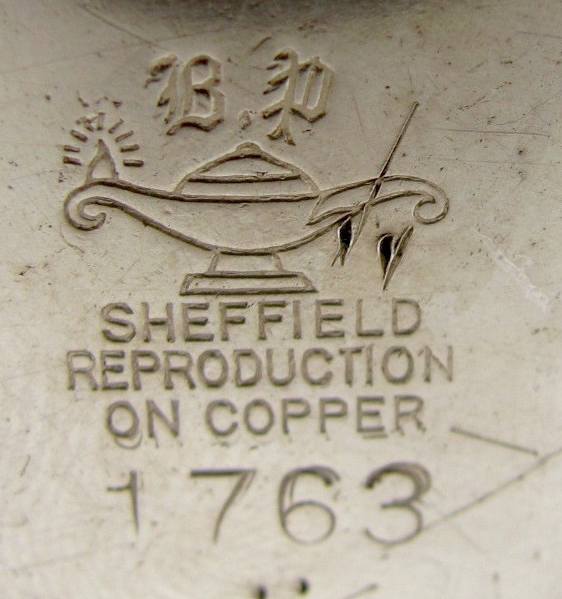 B.P
SHEFFIELD
REPRODUCTION
ON COPPER
1763